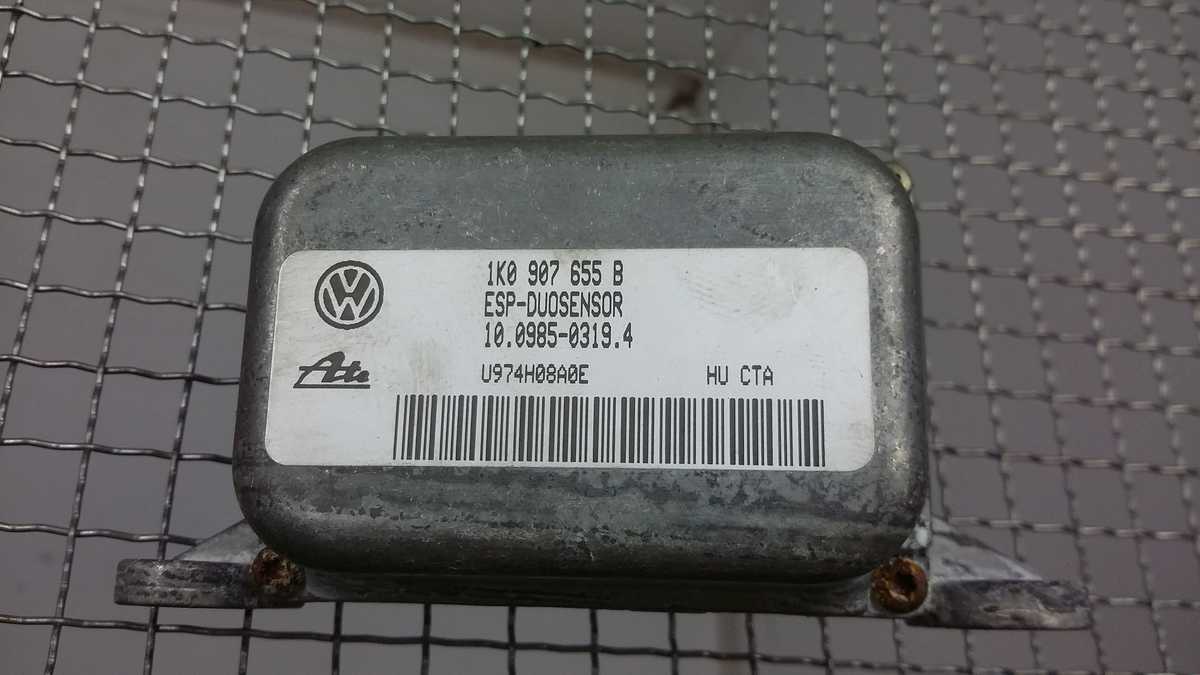 1K0 907 655 B
ESP-DUOSENSOR
10.0985-0319.4
Ate
U974H08A0E HU CTA